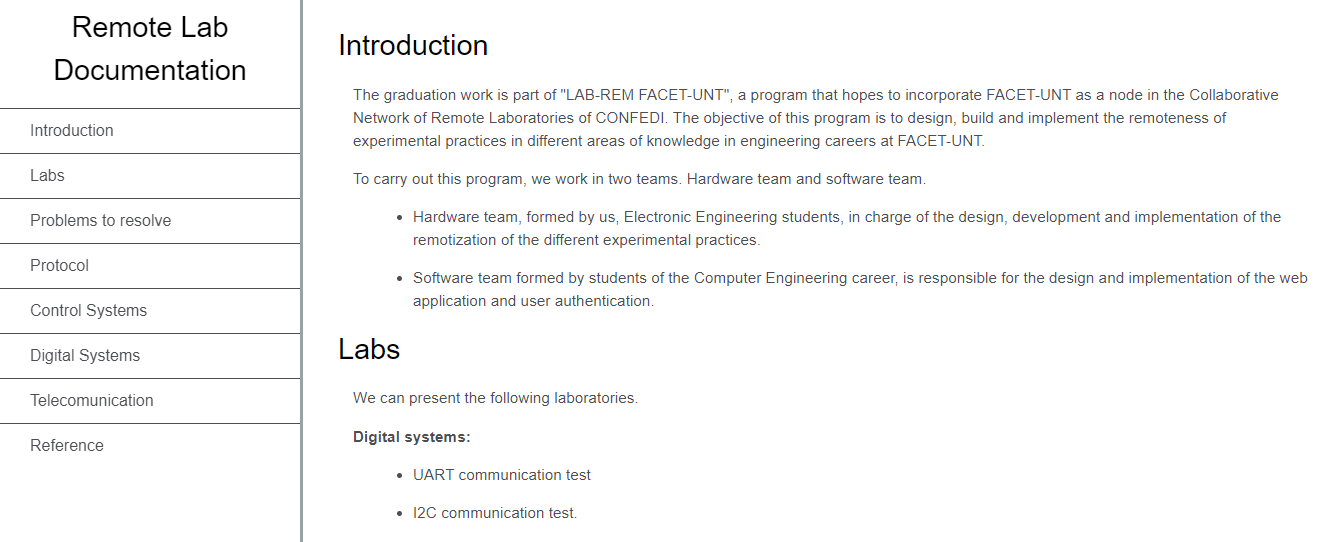 Remote Lab
Documentation
Introduction
Labs
Problems to resolve
Protocol
Control Systems
Digital Systems
Telecomunication
Reference
Introduction
The graduation work is part of "LAB-REM FACET-UNT", a program that hopes to incorporate FACET-UNT as a node in the Collaborative
Network of Remote Laboratories of CONFEDI. The objective of this program is to design, build and implement the remoteness of
experimental practices in different areas of knowledge in engineering careers at FACET-UNT.
To carry out this program, we work in two teams. Hardware team and software team.
• Hardware team, formed by us, Electronic Engineering students, in charge of the design, development and implementation of the
remotization of the different experimental practices.
• Software team formed by students of the Computer Engineering career, is responsible for the design and implementation of the web
application and user authentication.
Labs
We can present the following laboratories.
Digital systems:
• UART communication test
• I2C communication test.